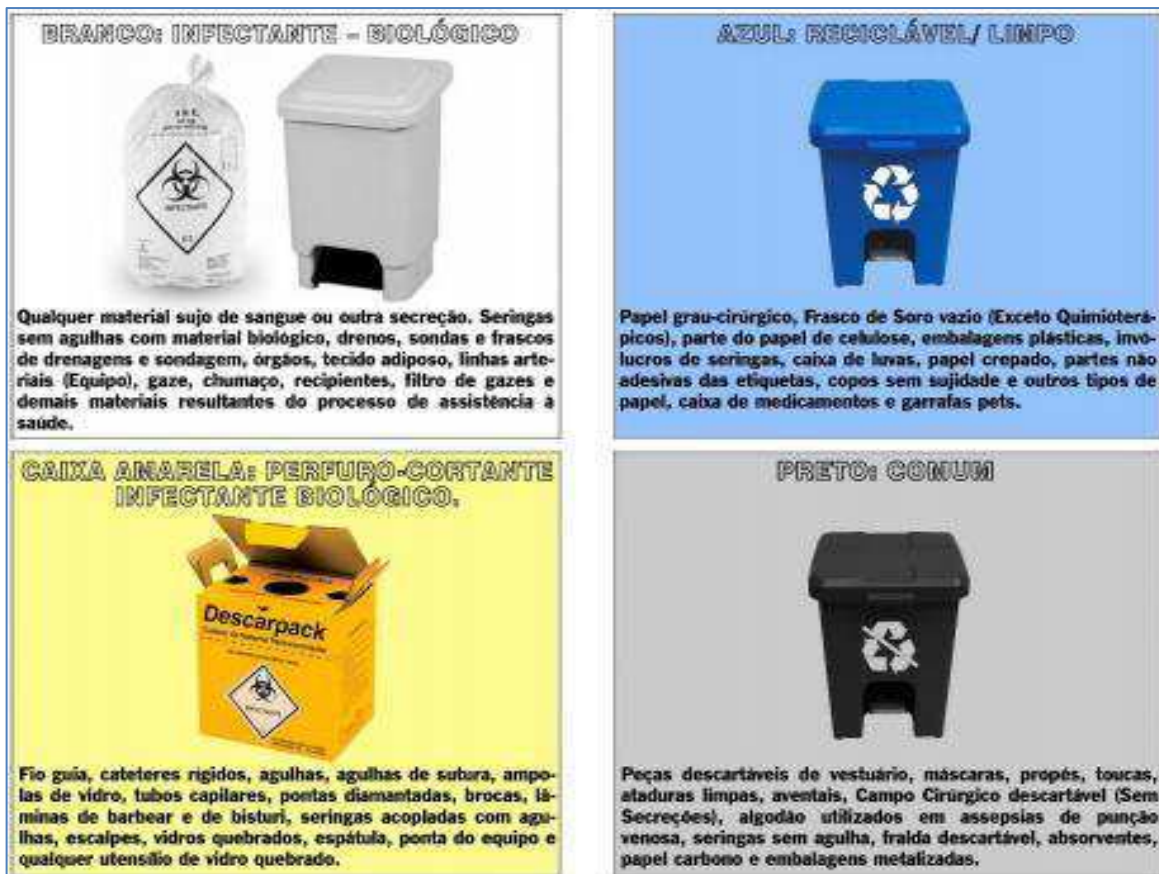 BRANCO: INFECTANTE - BIOLÓGICO
INFECTANTE
Qualquer material sujo de sangue ou outra secreção. Seringas
sem agulhas com material biológico, drenos, sondas e frascos
de drenagens e sondagem, órgãos, tecido adiposo, linhas arte-
riais (Equipo), gaze, chumaço, recipientes, filtro de gazes e
demais materiais resultantes do processo de assistência à
saúde.
AZUL: RECICLÁVEL/ LIMPO
Papel grau-cirúrgico, Frasco de Soro vazio (Exceto Quimioterá-
picos), parte do papel de celulose, embalagens plásticas, invo-
lucros de seringas, caixa de luvas, papel crepado, partes não
adesivas das etiquetas, copos sem sujidade e outros tipos de
papel, caixa de medicamentos e garrafas pets.
CAIXA AMARELA: PERFURO-CORTANTE
INFECTANTE BIOLÓGICO.
Descarpack
INFECTANTE
Fio guia, cateteres rígidos, agulhas, agulhas de sutura, ampo-
las de vidro, tubos capilares, pontas diamantadas, brocas, lâ-
minas de barbear e de bisturi, seringas acopladas com agu-
lhas, escalpes, vidros quebrados, espátula, ponta do equipo e
qualquer utensílio de vidro quebrado.
PRETO: COMUM
Peças descartáveis de vestuário, máscaras, propés, toucas,
ataduras limpas, aventais, Campo Cirúrgico descartável (Sem
Secreções), algodão utilizados em assepsias de punção
venosa, seringas sem agulha, fralda descartável, absorventes,
papel carbono e embalagens metalizadas.